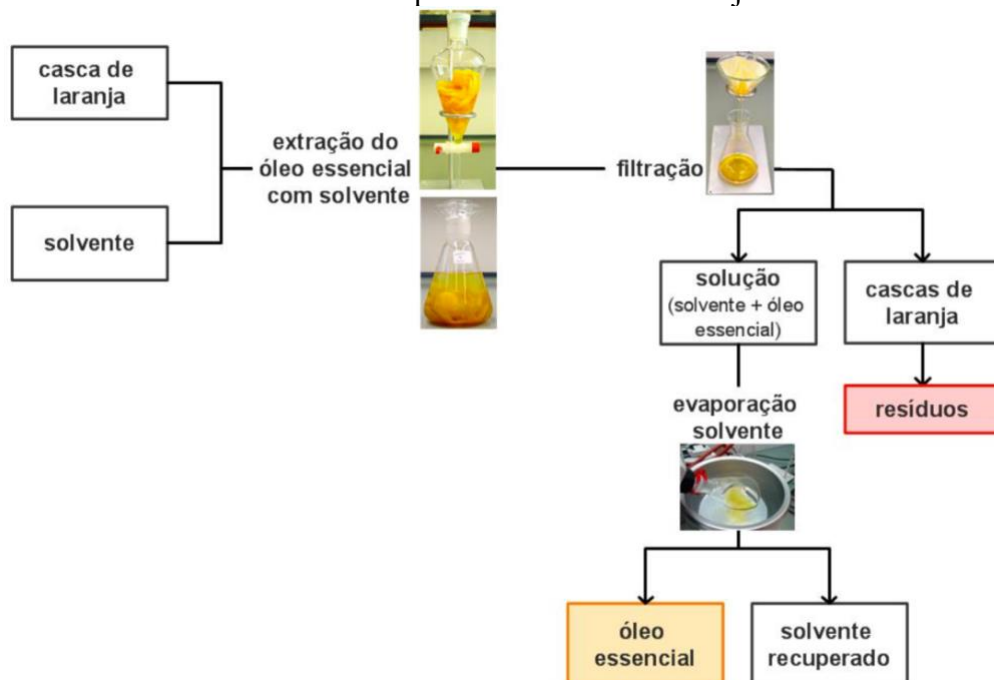 casca de
laranja
solvente
extração do
óleo essencial
com solvente
filtração
solução
(solvente + óleo
essencial)
cascas de
laranja
resíduos
evaporação
solvente
óleo
essencial
solvente
recuperado